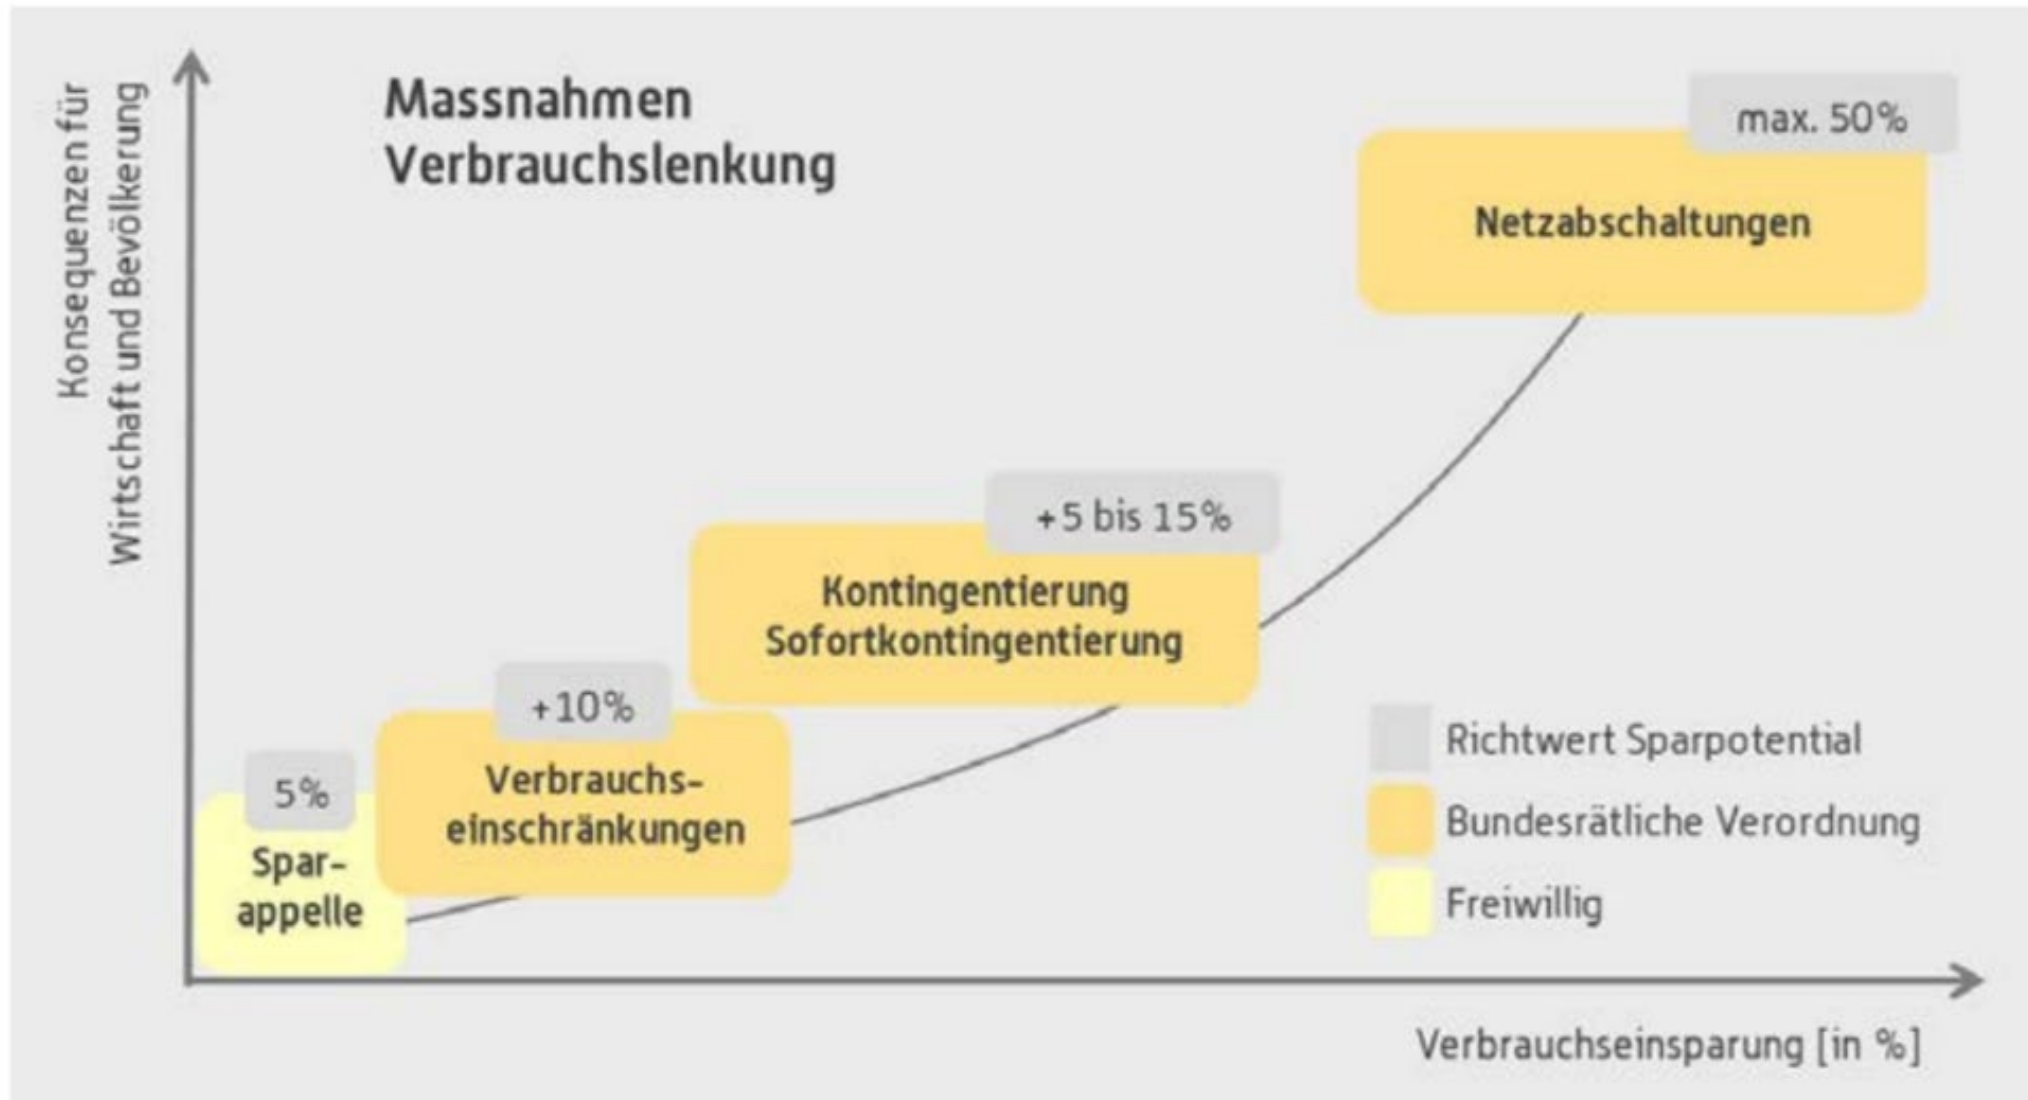 Massnahmen
Verbrauchslenkung
Konsequenzen für
Wirtschaft und Bevölkerung
max. 50%
Netzabschaltungen
+5 bis 15%
Kontingentierung
Sofortkontingentierung
+10%
Verbrauchs-
einschränkungen
5%
Spar-
appelle
Richtwert Sparpotential
Bundesrätliche Verordnung
Freiwillig
Verbrauchseinsparung [in %]